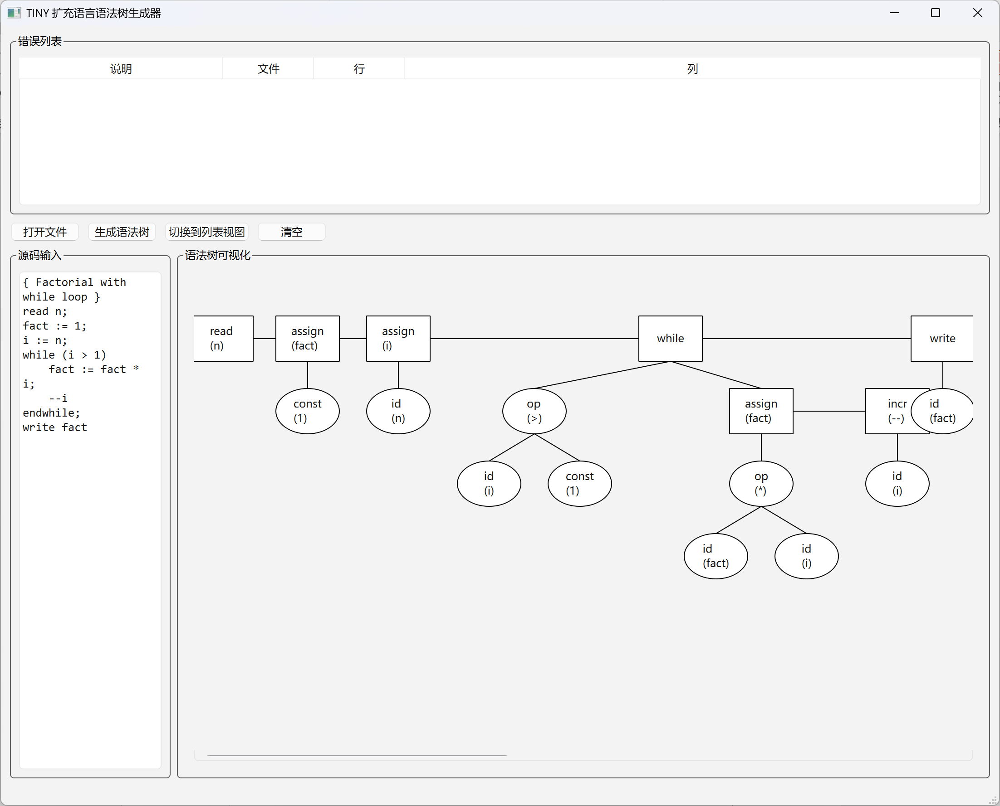 TINY 扩充语言语法树生成器
错误列表
说明 文件 行 列
打开文件 生成语法树 切换到列表视图 清空
源码输入
{ Factorial with
while loop }
read n;
fact := 1;
i := n;
while (i > 1)
    fact := fact *
i;
    --i
endwhile;
write fact
语法树可视化
read
(n)
assign
(fact)
assign
(i)
while
write
const
(1)
id
(n)
op
(>)
assign
(fact)
incr
(--)
id
(fact)
id
(i)
const
(1)
op
(*)
id
(i)
id
(fact)
id
(i)